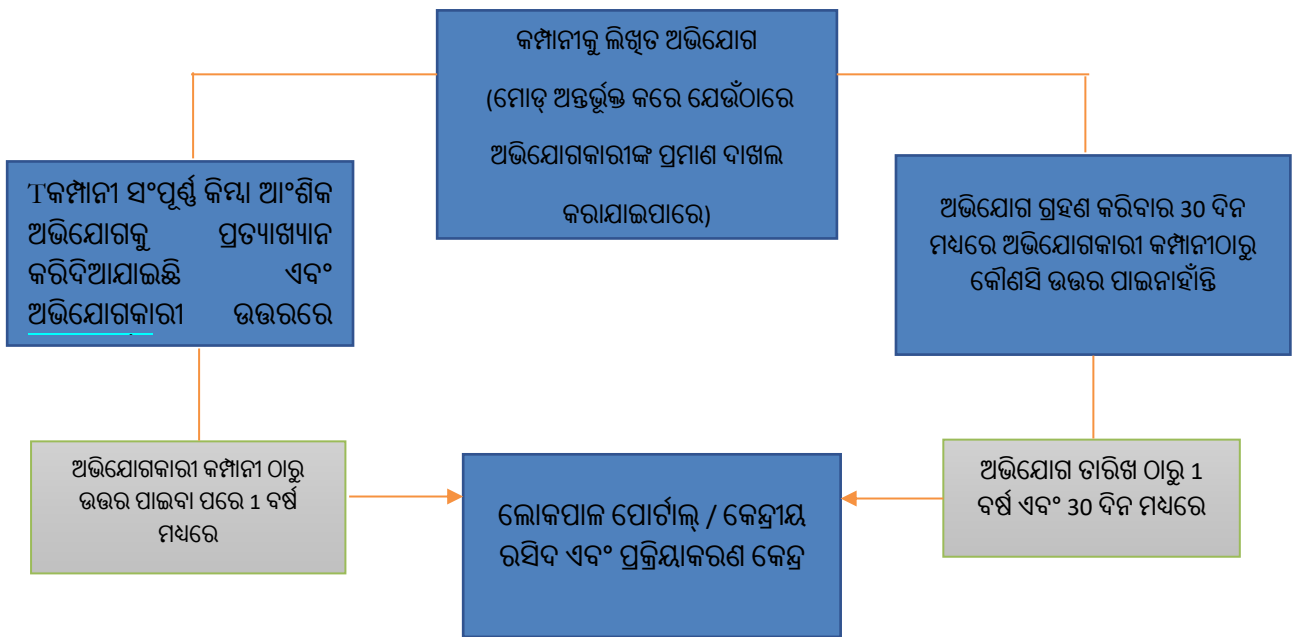 କମ୍ପାନୀକୁ ଲିଖିତ ଅଭିଯୋଗ
(ମୋଡ୍ ଅନ୍ତର୍ଭୂକ୍ତ କରେ ଯେଉଁଠାରେ
ଅଭିଯୋଗକାରୀଙ୍କ ପ୍ରମାଣ ଦାଖଲ
କରାଯାଇପାରେ)
Tକମ୍ପାନୀ ସଂପୂର୍ଣ୍ଣ କିମ୍ବା ଆଂଶିକ
ଅଭିଯୋଗକୁ ପ୍ରତ୍ୟାଖ୍ୟାନ
କରିଦିଆଯାଇଛି ଏବଂ
ଅଭିଯୋଗକାରୀ ଉତ୍ତରରେ
ଅଭିଯୋଗ ଗ୍ରହଣ କରିବାର 30 ଦିନ
ମଧ୍ୟରେ ଅଭିଯୋଗକାରୀ କମ୍ପାନୀଠାରୁ
କୌଣସି ଉତ୍ତର ପାଇନାହାଁନ୍ତି
ଅଭିଯୋଗକାରୀ କମ୍ପାନୀ ଠାରୁ
ଉତ୍ତର ପାଇବା ପରେ 1 ବର୍ଷ
ମଧ୍ୟରେ
ଲୋକପାଳ ପୋର୍ଟାଲ୍ / କେନ୍ଦ୍ରୀୟ
ରସିଦ ଏବଂ ପ୍ରକ୍ରିୟାକରଣ କେନ୍ଦ୍ର
ଅଭିଯୋଗ ତାରିଖ ଠାରୁ 1
ବର୍ଷ ଏବଂ 30 ଦିନ ମଧ୍ୟରେ